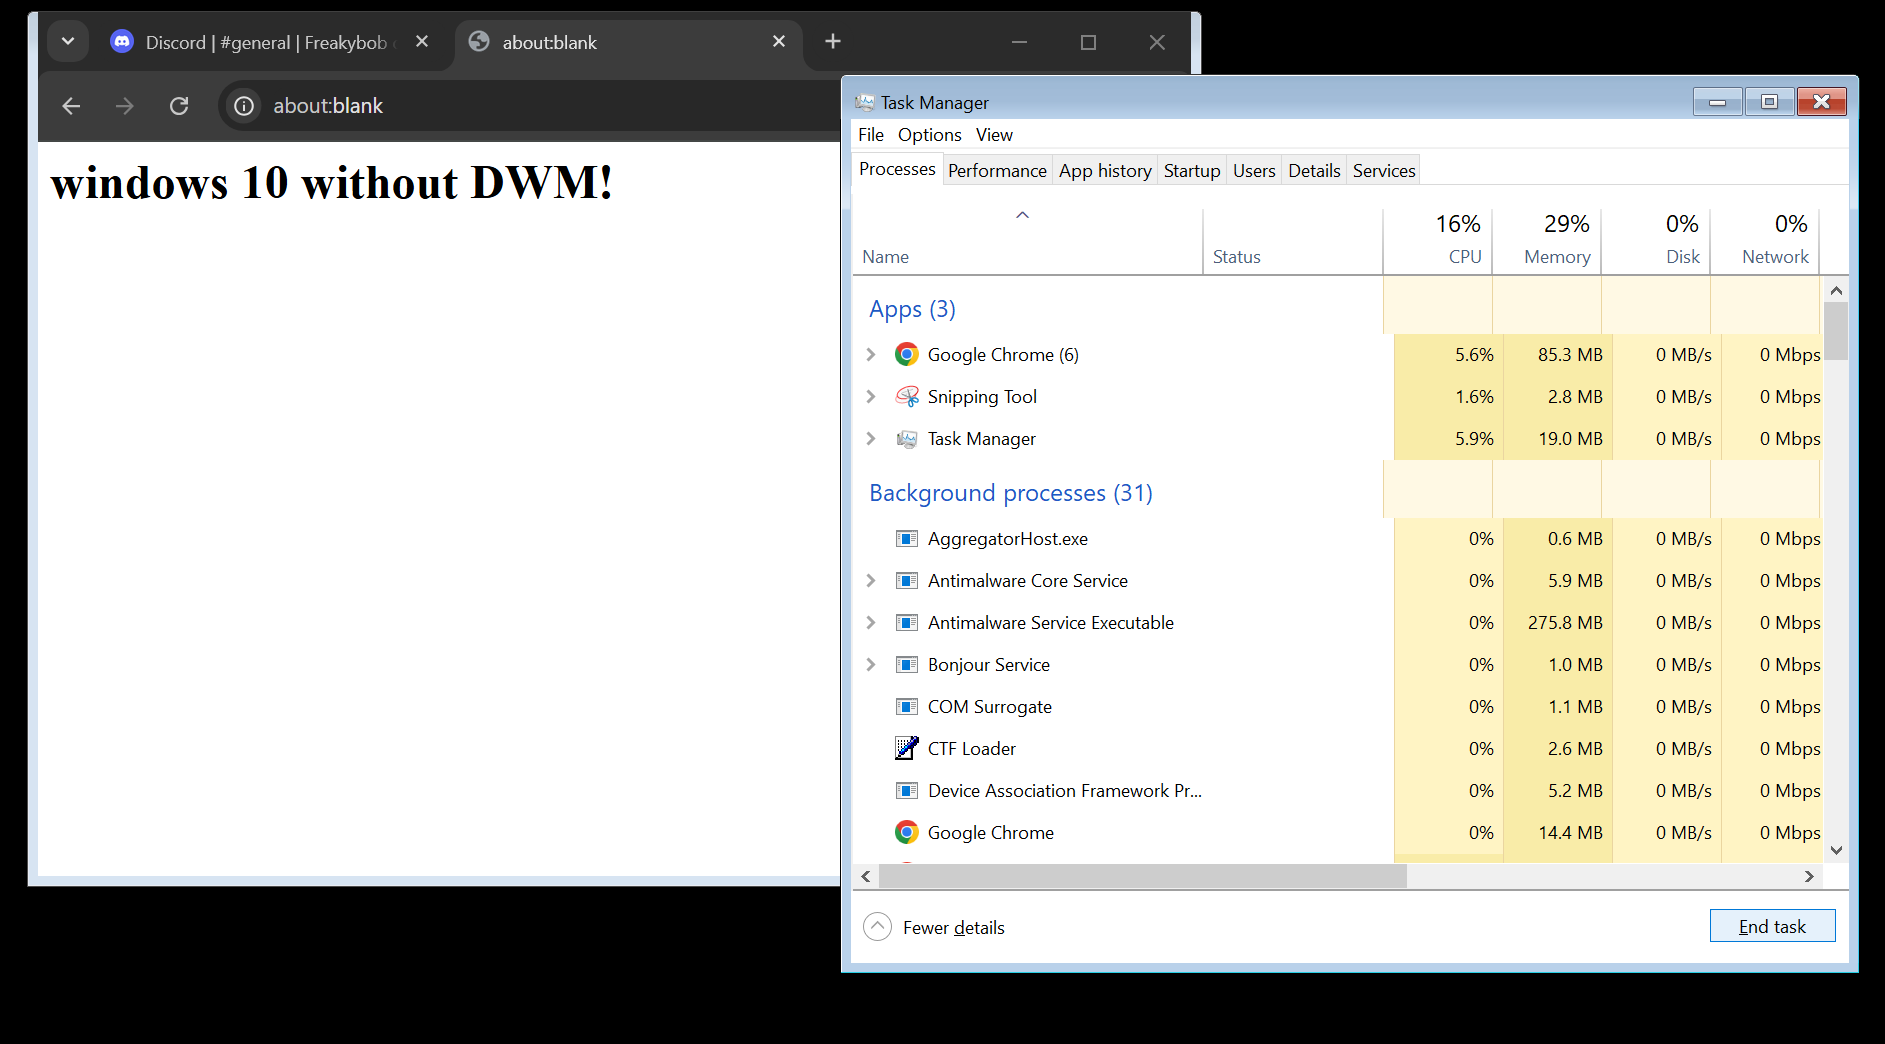 Discord | #general | Freakybob
about:blank
about:blank
windows 10 without DWM!
Task Manager
File Options View
Processes Performance App history Startup Users Details Services
16% 29% 0% 0%
Name Status CPU Memory Disk Network
Apps (3)
Google Chrome (6) 5.6% 85.3 MB 0 MB/s 0 Mbps
Snipping Tool 1.6% 2.8 MB 0 MB/s 0 Mbps
Task Manager 5.9% 19.0 MB 0 MB/s 0 Mbps
Background processes (31)
AggregatorHost.exe 0% 0.6 MB 0 MB/s 0 Mbps
Antimalware Core Service 0% 5.9 MB 0 MB/s 0 Mbps
Antimalware Service Executable 0% 275.8 MB 0 MB/s 0 Mbps
Bonjour Service 0% 1.0 MB 0 MB/s 0 Mbps
COM Surrogate 0% 1.1 MB 0 MB/s 0 Mbps
CTF Loader 0% 2.6 MB 0 MB/s 0 Mbps
Device Association Framework Pr... 0% 5.2 MB 0 MB/s 0 Mbps
Google Chrome 0% 14.4 MB 0 MB/s 0 Mbps
Fewer details
End task